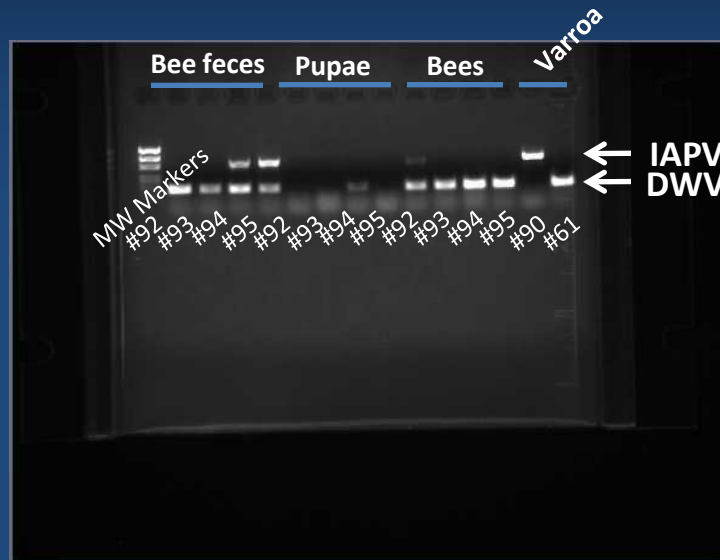 Bee feces Pupae Bees Varroa
IAPV
DWV
MW Markers #92 #93 #94 #95 #92 #93 #94 #95 #92 #93 #94 #95 #90 #61